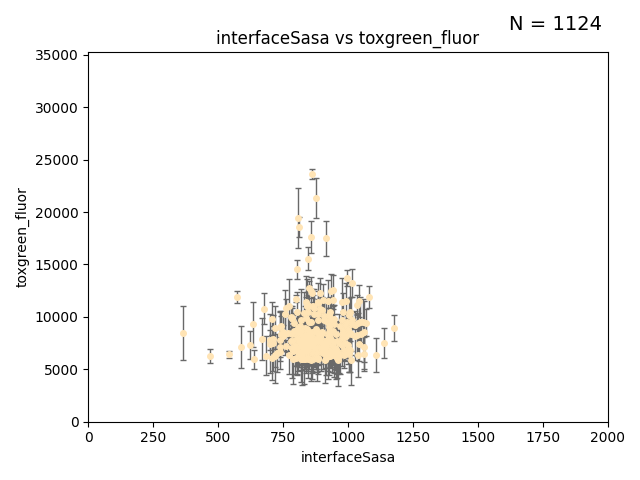 N = 1124
interfaceSasa vs toxgreen_fluor
35000
30000
25000
20000
15000
10000
5000
0
toxgreen_fluor
0 250 500 750 1000 1250 1500 1750 2000
interfaceSasa